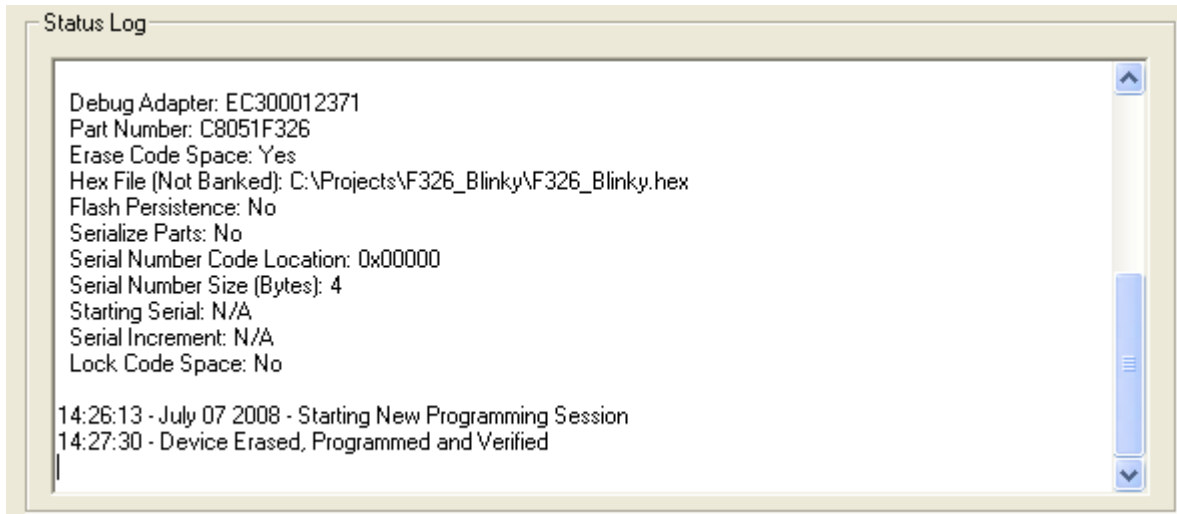 Status Log
Debug Adapter: EC300012371
Part Number: C8051F326
Erase Code Space: Yes
Hex File (Not Banked): C:\Projects\F326_Blinky\F326_Blinky.hex
Flash Persistence: No
Serialize Parts: No
Serial Number Code Location: 0x00000
Serial Number Size (Bytes): 4
Starting Serial: N/A
Serial Increment: N/A
Lock Code Space: No
14:26:13 - July 07 2008 - Starting New Programming Session
14:27:30 - Device Erased, Programmed and Verified